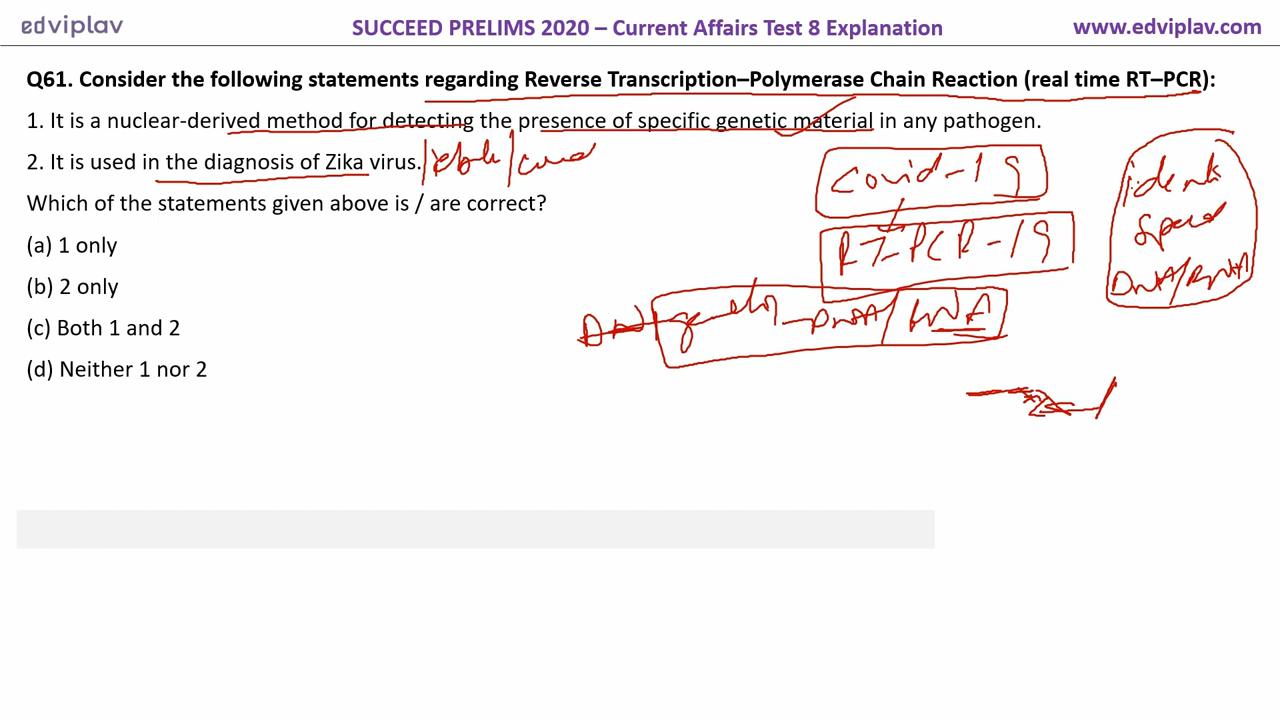 edviplav
SUCCEED PRELIMS 2020 – Current Affairs Test 8 Explanation
www.edviplav.com
Q61. Consider the following statements regarding Reverse Transcription–Polymerase Chain Reaction (real time RT–PCR):
1. It is a nuclear-derived method for detecting the presence of specific genetic material in any pathogen.
2. It is used in the diagnosis of Zika virus.
Which of the statements given above is / are correct?
(a) 1 only
(b) 2 only
(c) Both 1 and 2
(d) Neither 1 nor 2
Covid-19
RT-PCR-19
DNA/RNA